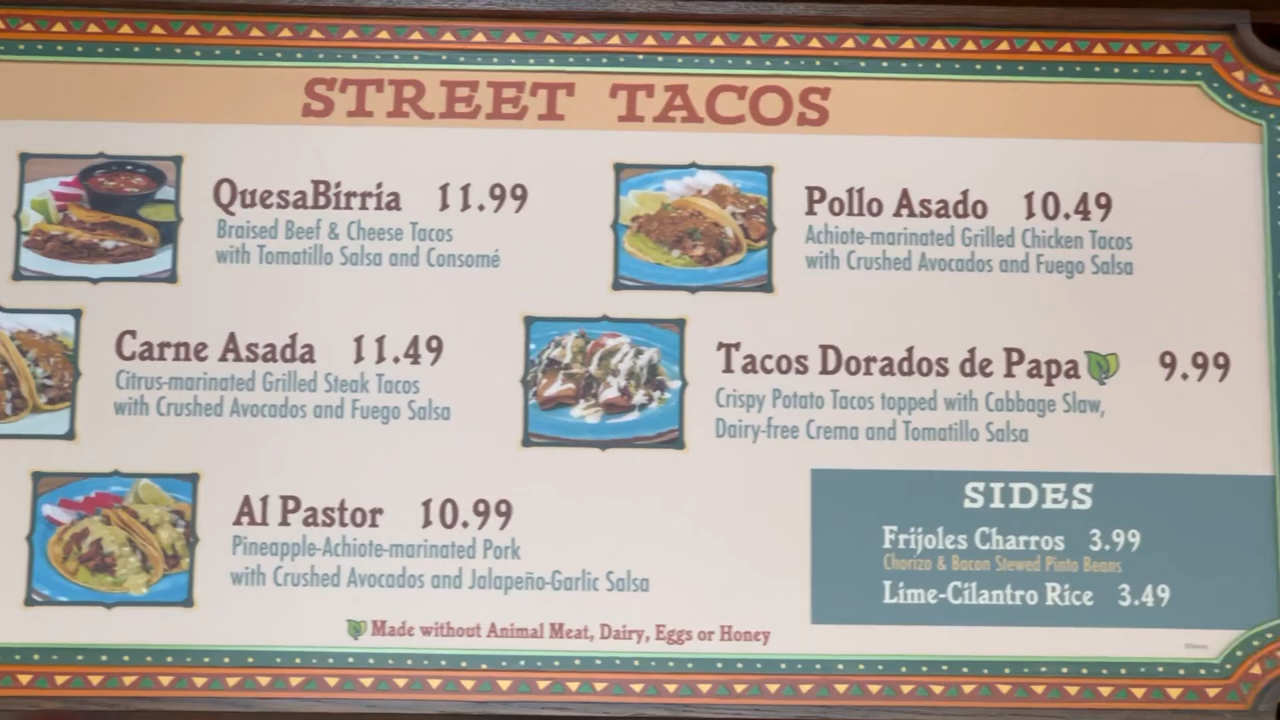 STREET TACOS
QuesaBirria 11.99
Braised Beef & Cheese Tacos
with Tomatillo Salsa and Consomé
Pollo Asado 10.49
Achiote-marinated Grilled Chicken Tacos
with Crushed Avocados and Fuego Salsa
Carne Asada 11.49
Citrus-marinated Grilled Steak Tacos
with Crushed Avocados and Fuego Salsa
Tacos Dorados de Papa 9.99
Crispy Potato Tacos topped with Cabbage Slaw,
Dairy-free Crema and Tomatillo Salsa
Al Pastor 10.99
Pineapple-Achiote-marinated Pork
with Crushed Avocados and Jalapeño-Garlic Salsa
SIDES
Frijoles Charros 3.99
Chorizo & Bacon Stewed Pinto Beans
Lime-Cilantro Rice 3.49
Made without Animal Meat, Dairy, Eggs or Honey